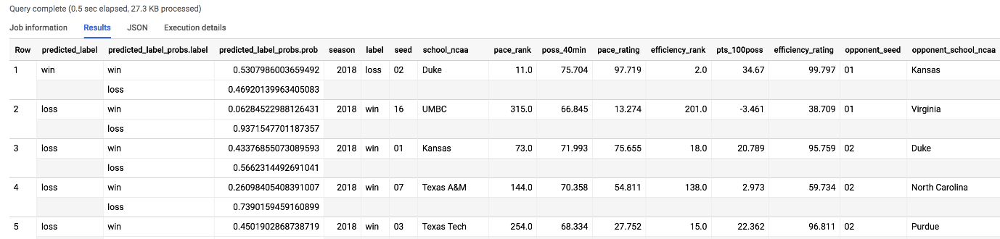 Query complete (0.5 sec elapsed, 27.3 KB processed)
Job information Results JSON Execution details
Row predicted_label predicted_label_probs.label predicted_label_probs.prob season label seed school_ncaa pace_rank poss_40min pace_rating efficiency_rank pts_100poss efficiency_rating opponent_seed opponent_school_ncaa
1 win win 0.5307986003659492 2018 loss 02 Duke 11.0 75.704 97.719 2.0 34.67 99.797 01 Kansas
loss 0.46920139963405083
2 loss win 0.06284522988126431 2018 win 16 UMBC 315.0 66.845 13.274 201.0 -3.461 38.709 01 Virginia
loss 0.9371547701187357
3 loss win 0.43376855073089593 2018 win 01 Kansas 73.0 71.993 75.655 18.0 20.789 95.759 02 Duke
loss 0.5662314492691041
4 loss win 0.26098405408391007 2018 win 07 Texas A&M 144.0 70.358 54.811 138.0 2.973 59.734 02 North Carolina
loss 0.7390159459160899
5 loss win 0.4501902868738719 2018 win 03 Texas Tech 254.0 68.334 27.752 15.0 22.362 96.811 02 Purdue